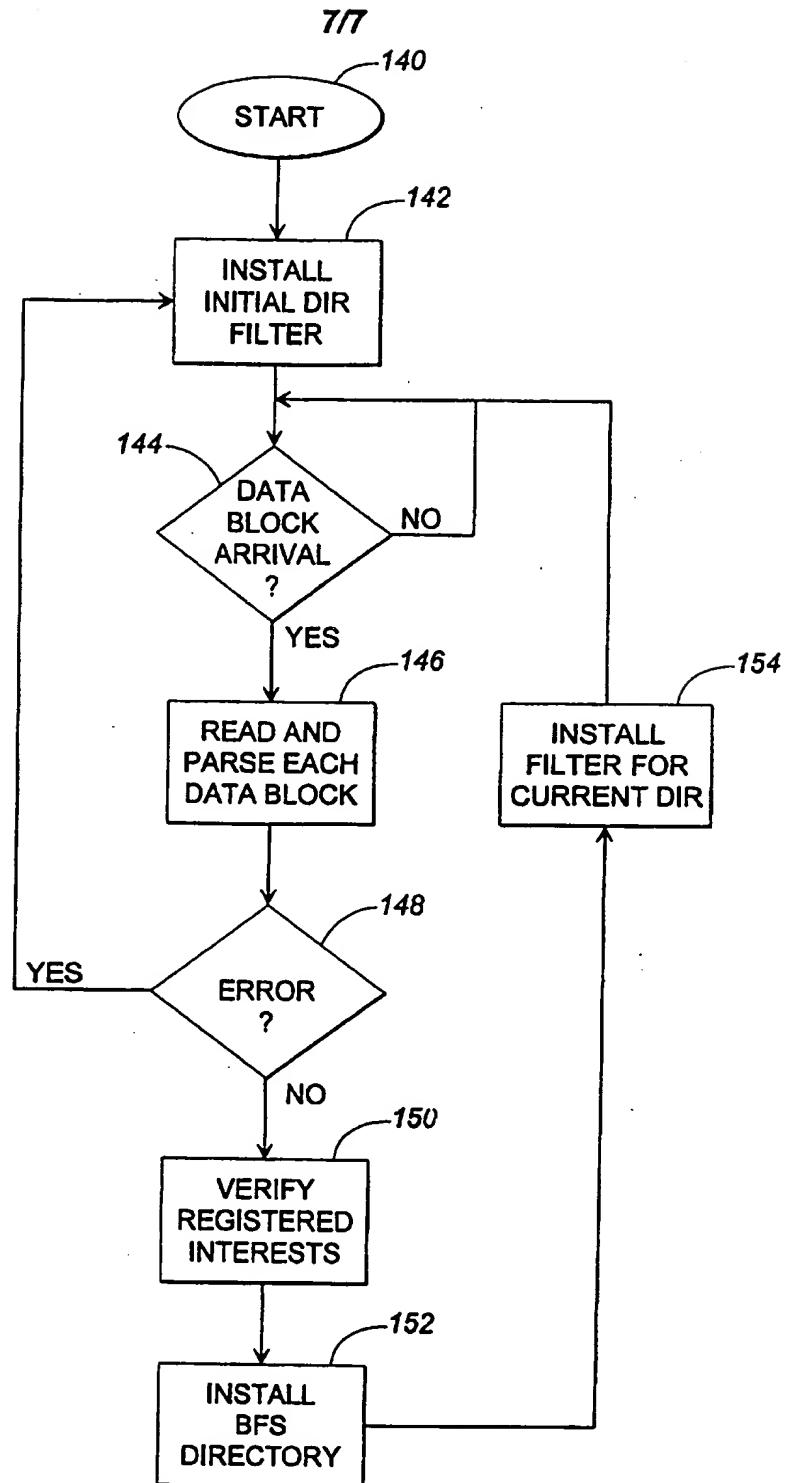 7/7
140
START
142
INSTALL
INITIAL DIR
FILTER
144
DATA
BLOCK
ARRIVAL
?
NO
YES
146
READ AND
PARSE EACH
DATA BLOCK
154
INSTALL
FILTER FOR
CURRENT DIR
148
YES
ERROR
?
NO
150
VERIFY
REGISTERED
INTERESTS
152
INSTALL
BFS
DIRECTORY